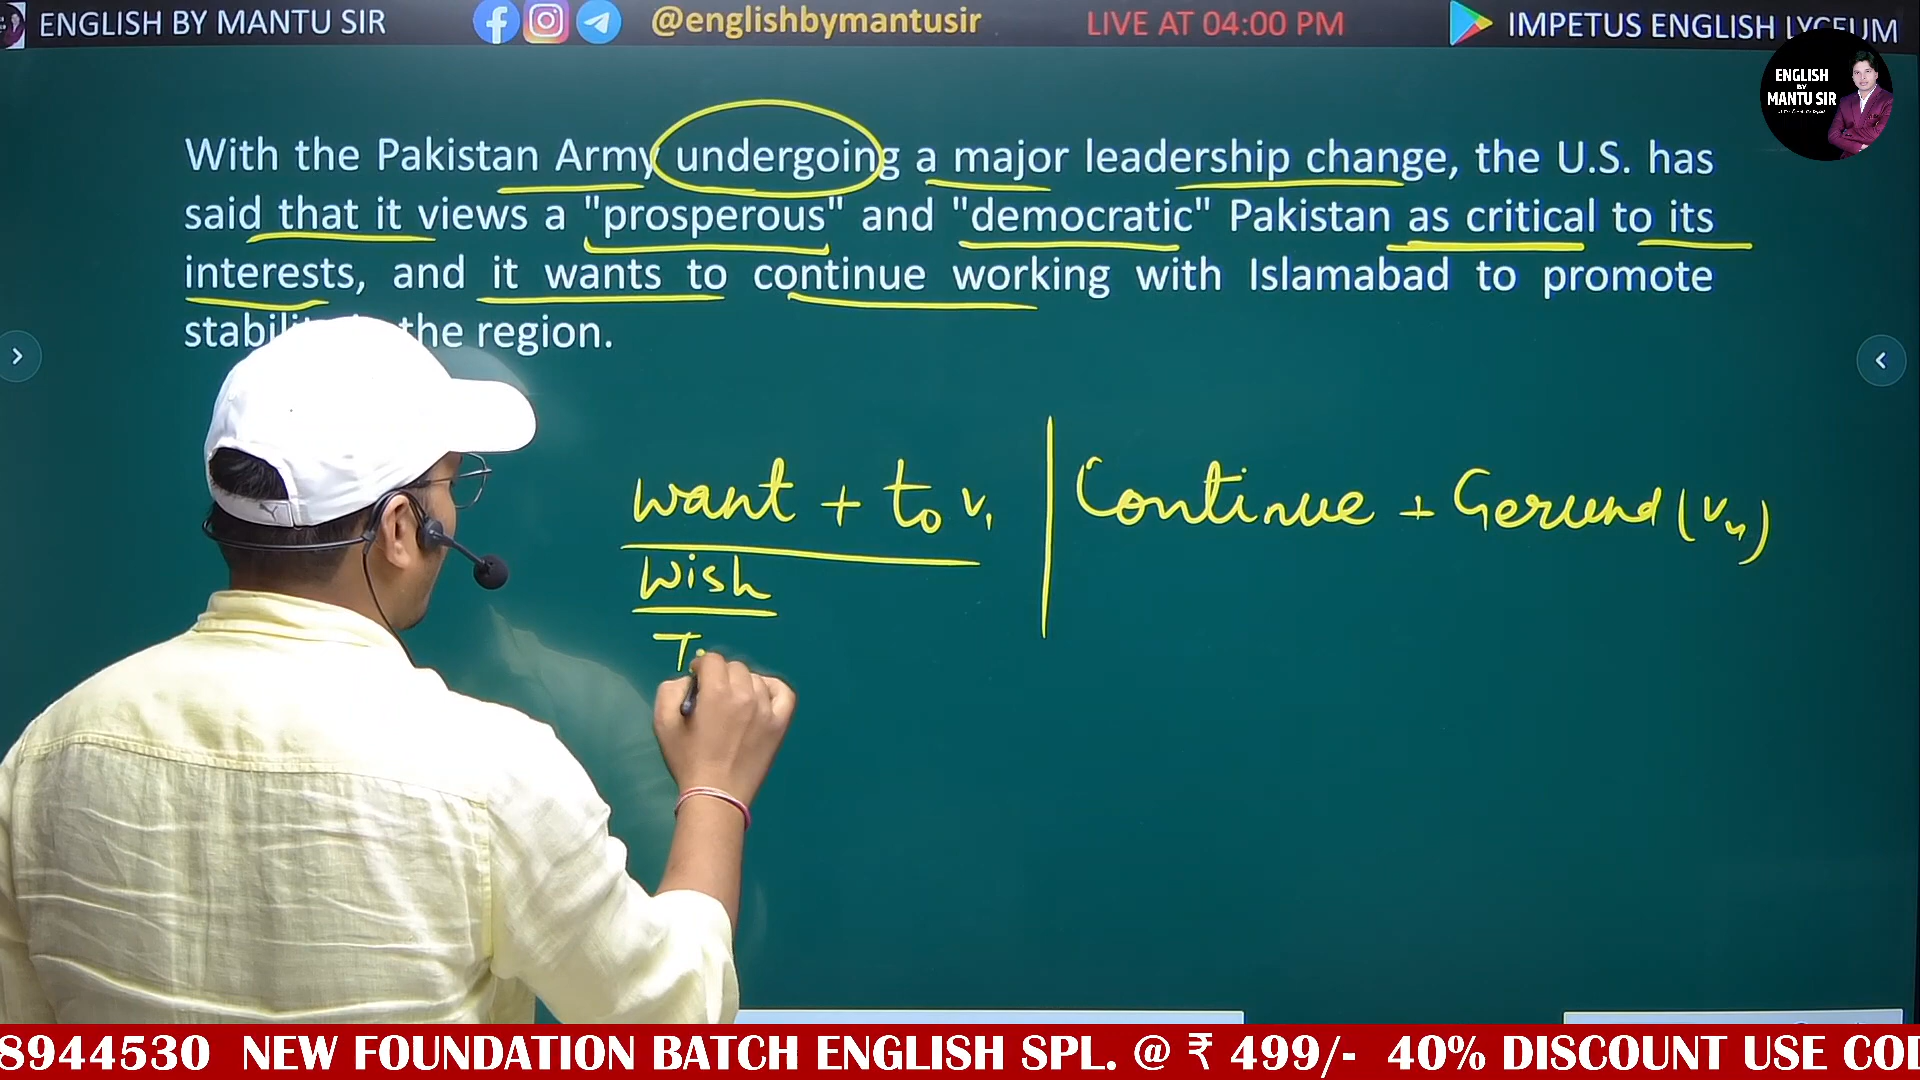 ENGLISH BY MANTU SIR
@englishbymantusir
LIVE AT 04:00 PM
IMPETUS ENGLISH LYCEUM
ENGLISH
BY
MANTU SIR
With the Pakistan Army undergoing a major leadership change, the U.S. has
said that it views a "prosperous" and "democratic" Pakistan as critical to its
interests, and it wants to continue working with Islamabad to promote
the region.
want + to V₁
Continue + Gerund (V₄)
Wish
T
8944530 NEW FOUNDATION BATCH ENGLISH SPL. @ ₹ 499/- 40% DISCOUNT USE COD